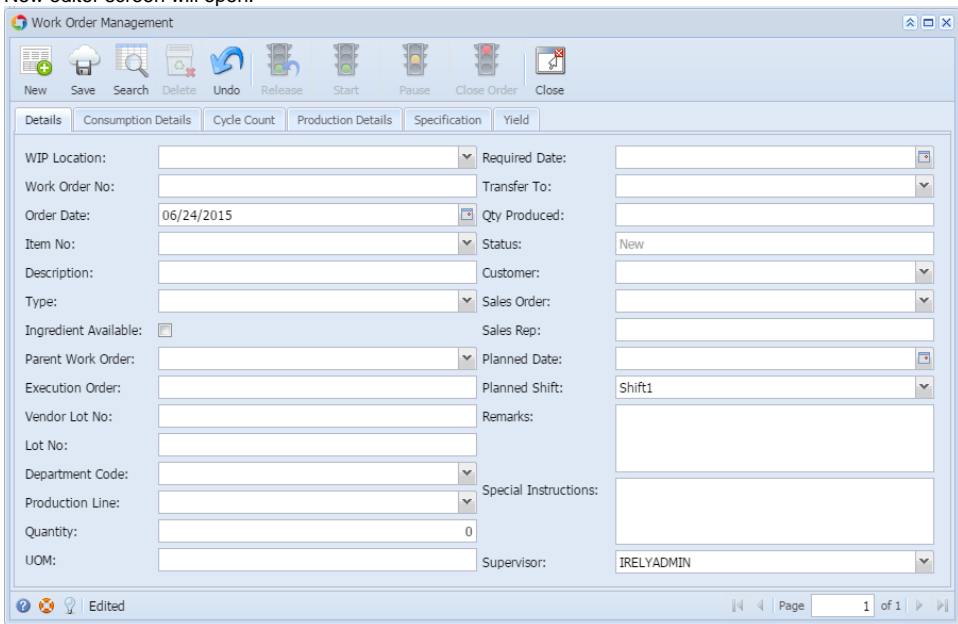 New editor screen will open.
Work Order Management
New Save Search Delete Undo Release Start Pause Close Order Close
Details Consumption Details Cycle Count Production Details Specification Yield
WIP Location: Required Date:
Work Order No: Transfer To:
Order Date: 06/24/2015 Qty Produced:
Item No: Status: New
Description: Customer:
Type: Sales Order:
Ingredient Available: Sales Rep:
Parent Work Order: Planned Date:
Execution Order: Planned Shift: Shift1
Vendor Lot No: Remarks:
Lot No:
Department Code:
Special Instructions:
Production Line:
Quantity: 0
UOM: Supervisor: IRELYADMIN
Edited Page 1 of 1